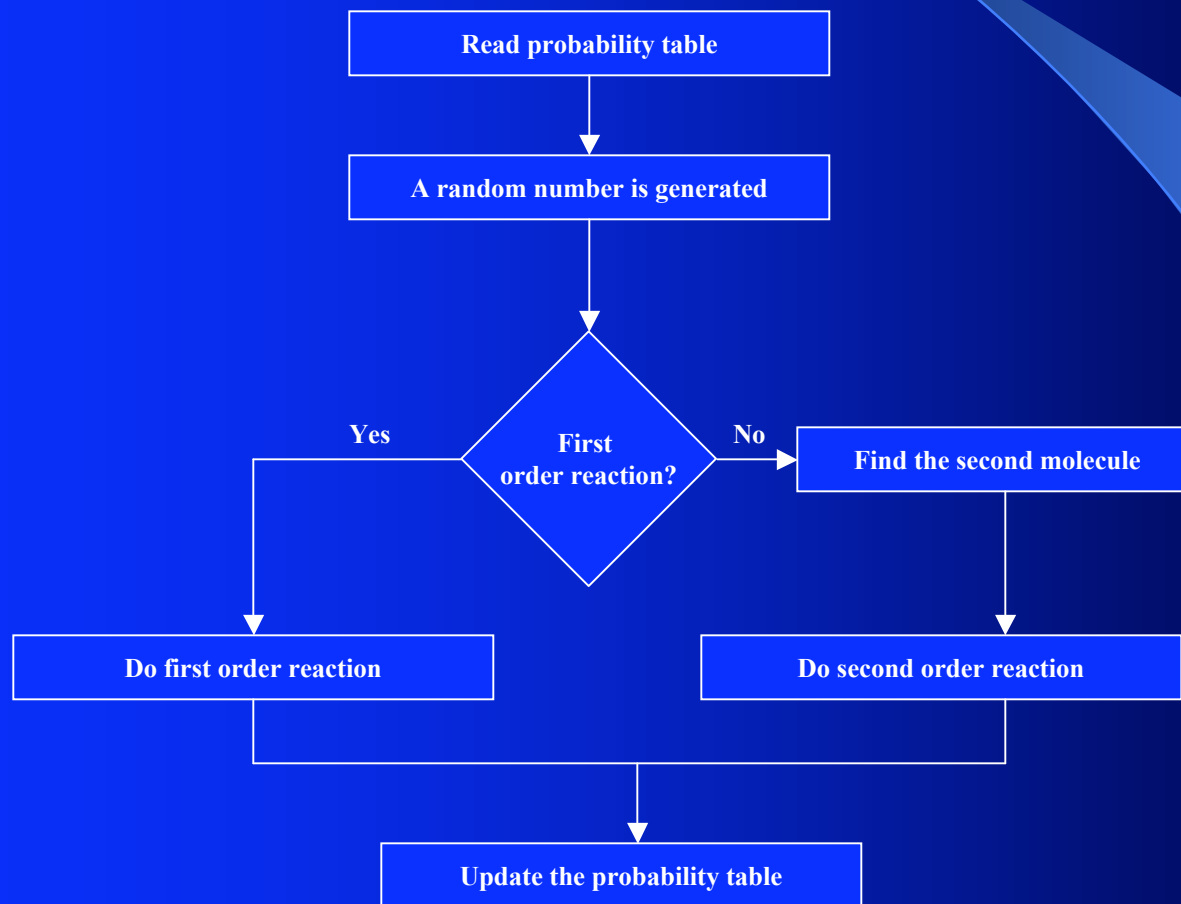 Read probability table
A random number is generated
Yes
First
order reaction?
No
Find the second molecule
Do first order reaction
Do second order reaction
Update the probability table